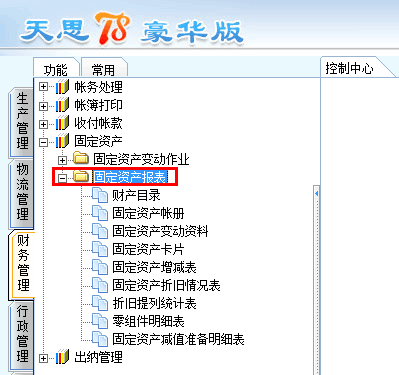 天思T8豪华版
功能
常用
控制中心
生产管理
物流管理
财务管理
行政管理
帐务处理
帐簿打印
收付帐款
固定资产
固定资产变动作业
固定资产报表
财产目录
固定资产帐册
固定资产变动资料
固定资产卡片
固定资产增减表
固定资产折旧情况表
折旧提列统计表
零组件明细表
固定资产减值准备明细表
出纳管理